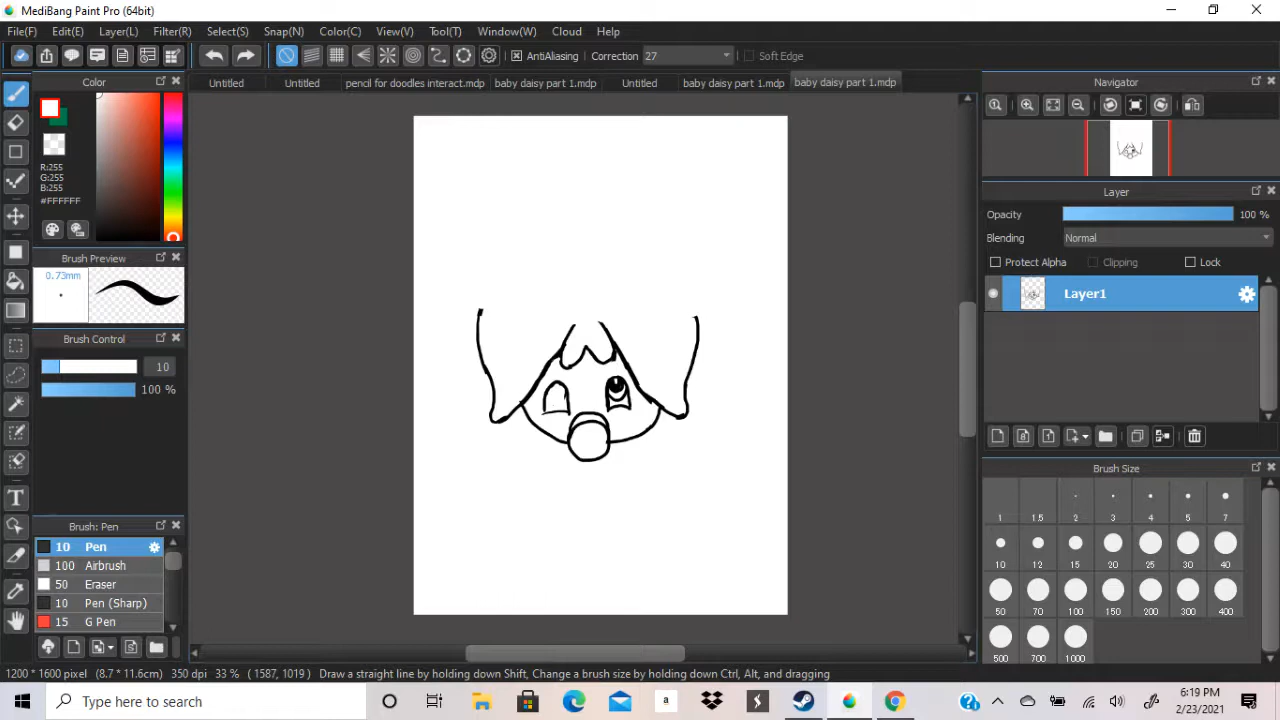 MediBang Paint Pro (64bit)
File(F) Edit(E) Layer(L) Filter(R) Select(S) Snap(N) Color(C) View(V) Tool(T) Window(W) Cloud Help
AntiAliasing Correction 27 Soft Edge
Color
Untitled Untitled pencil for doodles interact.mdp baby daisy part 1.mdp Untitled baby daisy part 1.mdp baby daisy part 1.mdp
Navigator
R:255
G:255
B:255
#FFFFFF
Layer
Opacity 100 %
Blending Normal
Protect Alpha Clipping Lock
Layer1
Brush Preview
0.73mm
Brush Control
10
100 %
Brush Size
1 1.5 2 3 4 5 7
10 12 15 20 25 30 40
50 70 100 150 200 300 400
500 700 1000
Brush: Pen
10 Pen
100 Airbrush
50 Eraser
10 Pen (Sharp)
15 G Pen
1200 * 1600 pixel (8.7 * 11.6cm) 350 dpi 33 % ( 1587, 1019 ) Draw a straight line by holding down Shift, Change a brush size by holding down Ctrl, Alt, and dragging
Type here to search
6:19 PM
2/23/2021